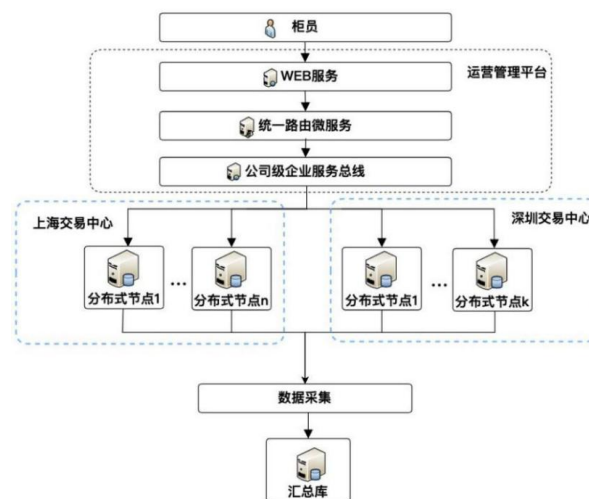 柜员
运营管理平台
WEB服务
统一路由微服务
公司级企业服务总线
上海交易中心
深圳交易中心
分布式节点1
...
分布式节点n
分布式节点1
...
分布式节点k
数据采集
汇总库